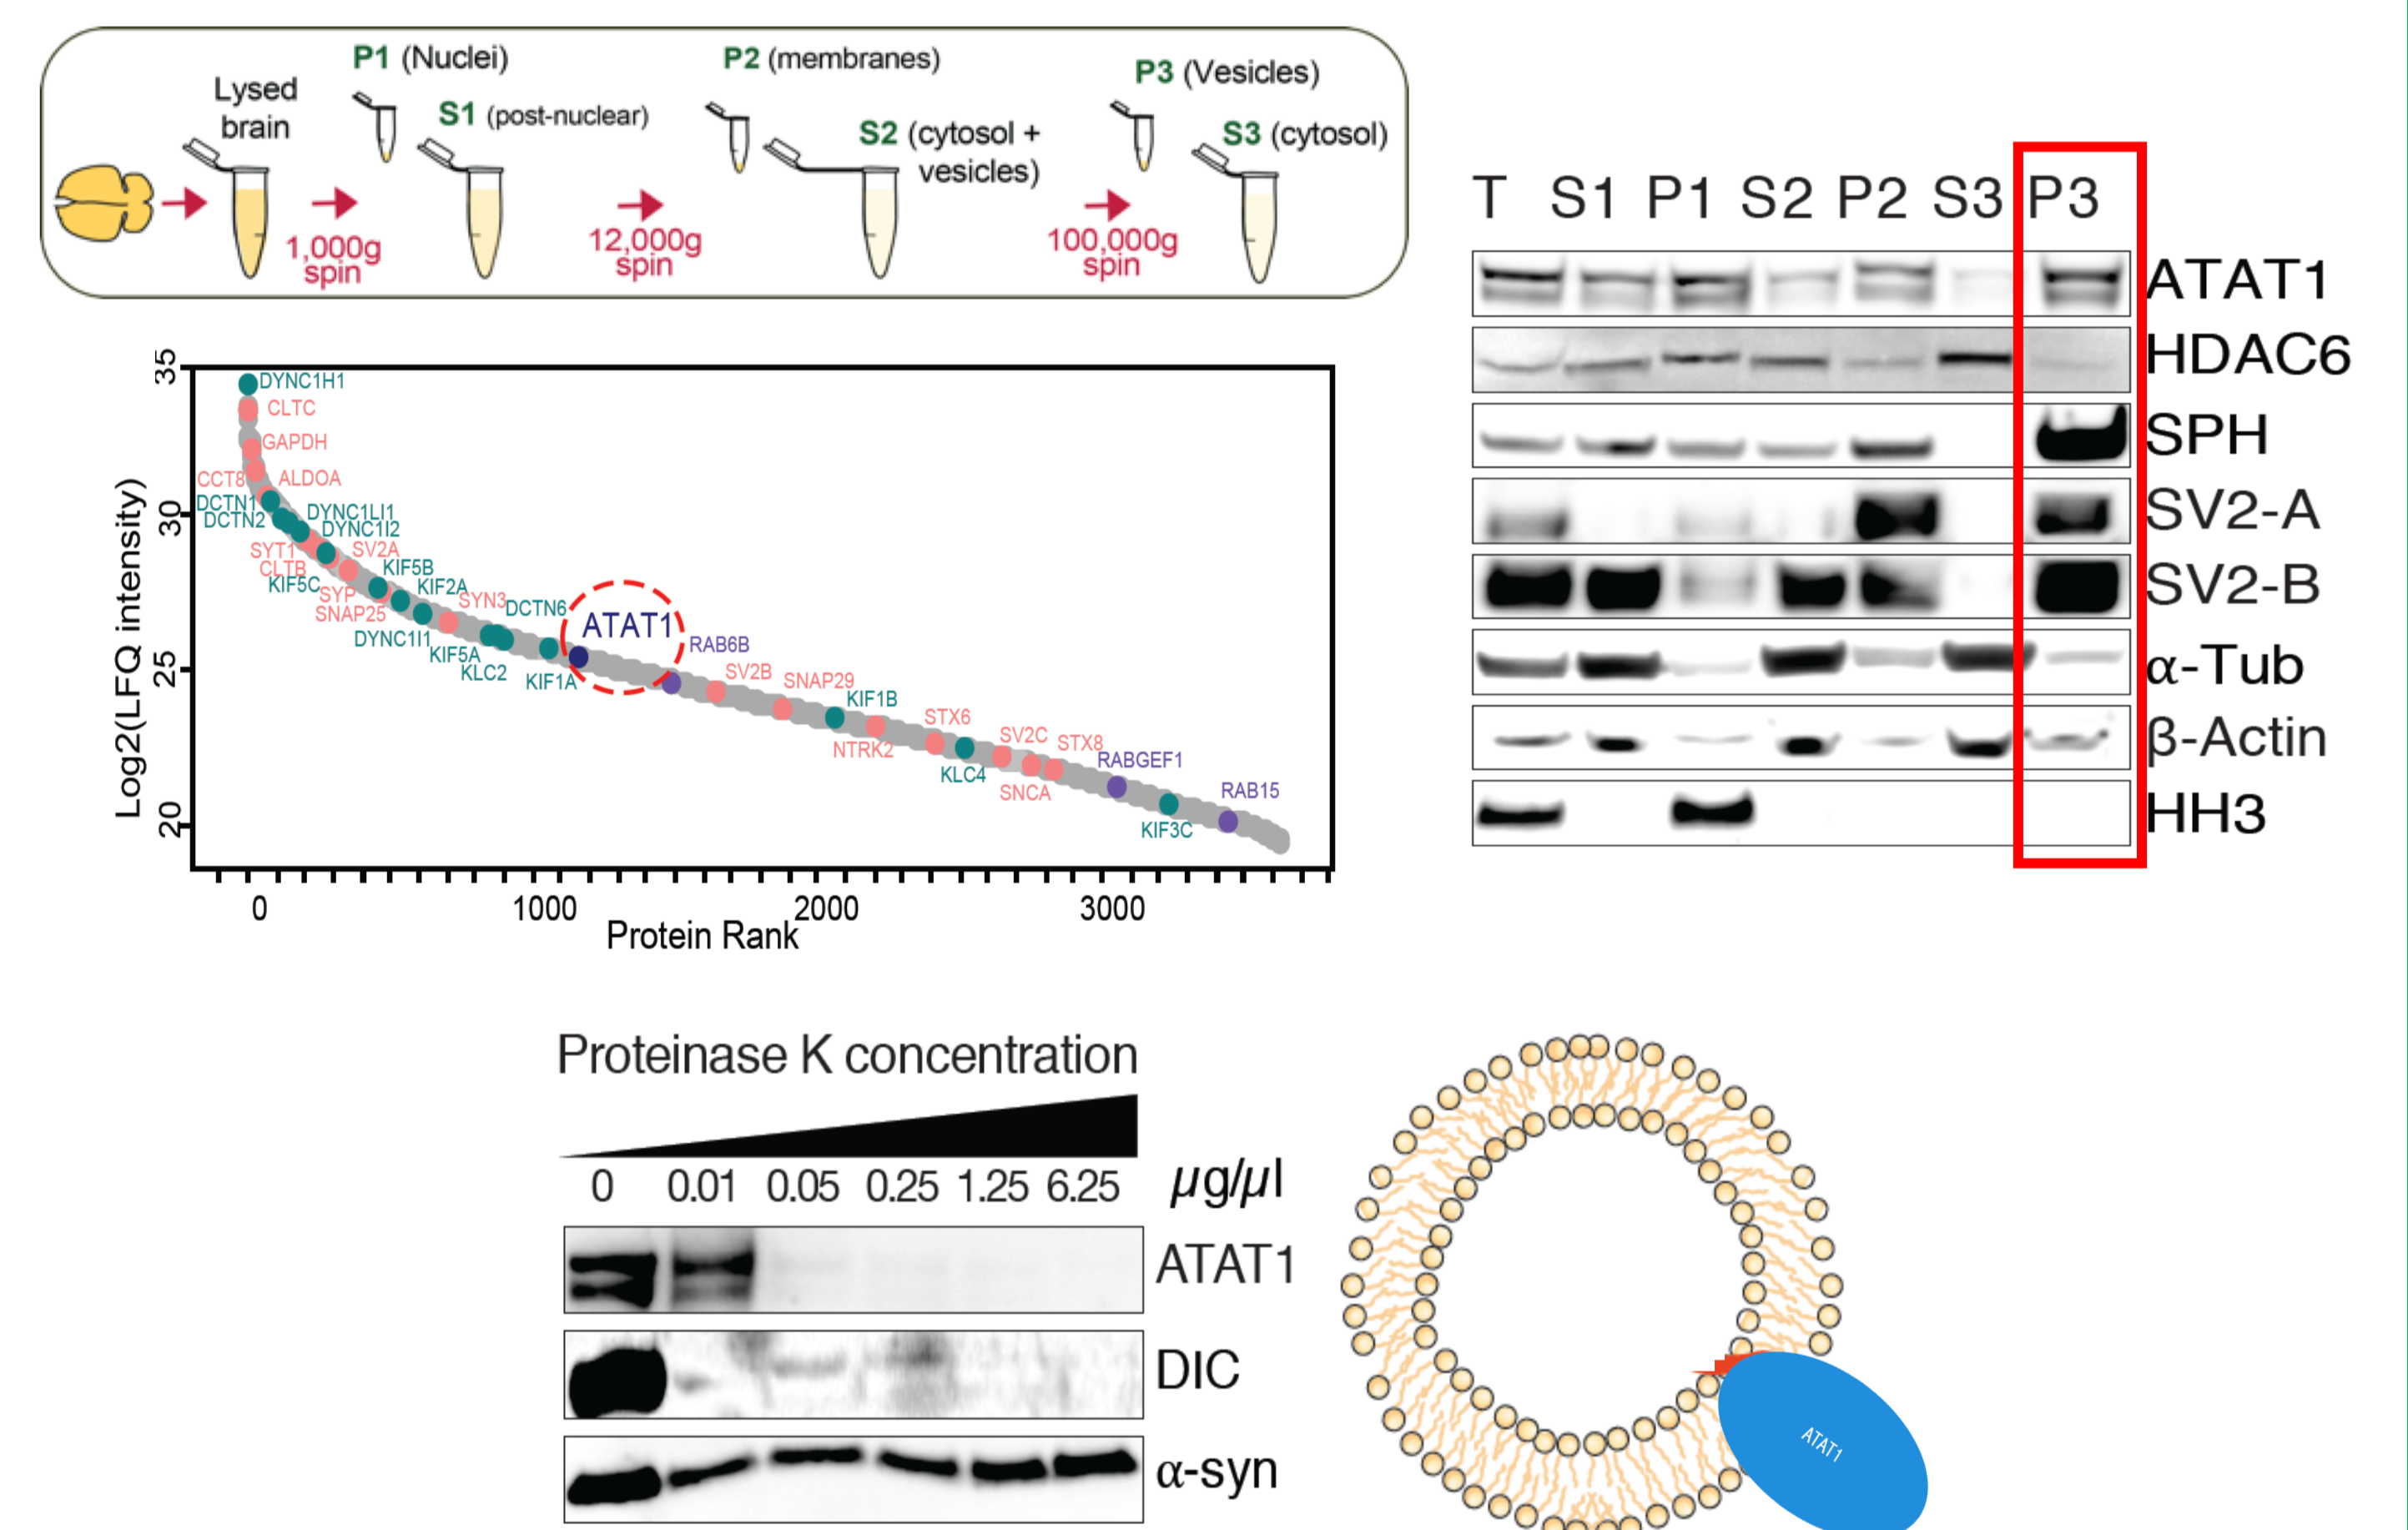 P1 (Nuclei)
P2 (membranes)
P3 (Vesicles)
Lysed
brain
S1 (post-nuclear)
S2 (cytosol +
vesicles)
S3 (cytosol)
1,000g
spin
12,000g
spin
100,000g
spin
T S1 P1 S2 P2 S3 P3
ATAT1
HDAC6
SPH
SV2-A
SV2-B
α-Tub
β-Actin
HH3
Log2(LFQ intensity)
35
30
25
20
DYNC1H1
CLTC
GAPDH
CCT8
ALDOA
DCTN1
DCTN2
DYNC1LI1
DYNC1I2
SYT1
SV2A
CLTB
KIF5C
KIF5B
SYP
KIF2A
SNAP25
SYN3
DCTN6
DYNC1I1
KIF5A
KLC2
KIF1A
ATAT1
RAB6B
SV2B
SNAP29
KIF1B
NTRK2
STX6
KLC4
SV2C
STX8
SNCA
RABGEF1
KIF3C
RAB15
0 1000 2000 3000
Protein Rank
Proteinase K concentration
0 0.01 0.05 0.25 1.25 6.25 µg/µl
ATAT1
DIC
α-syn
ATAT1